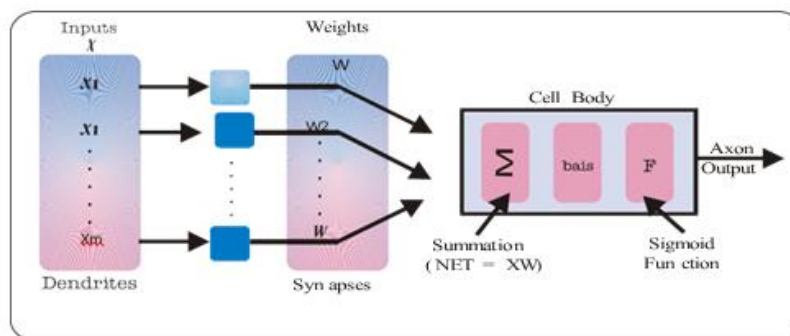 Inputs
X
X1
X1
Xm
Dendrites
Weights
W
W2
W
Syn apses
Cell Body
Σ
bais
F
Axon
Output
Summation
(NET = XW)
Sigmoid
Fun ction